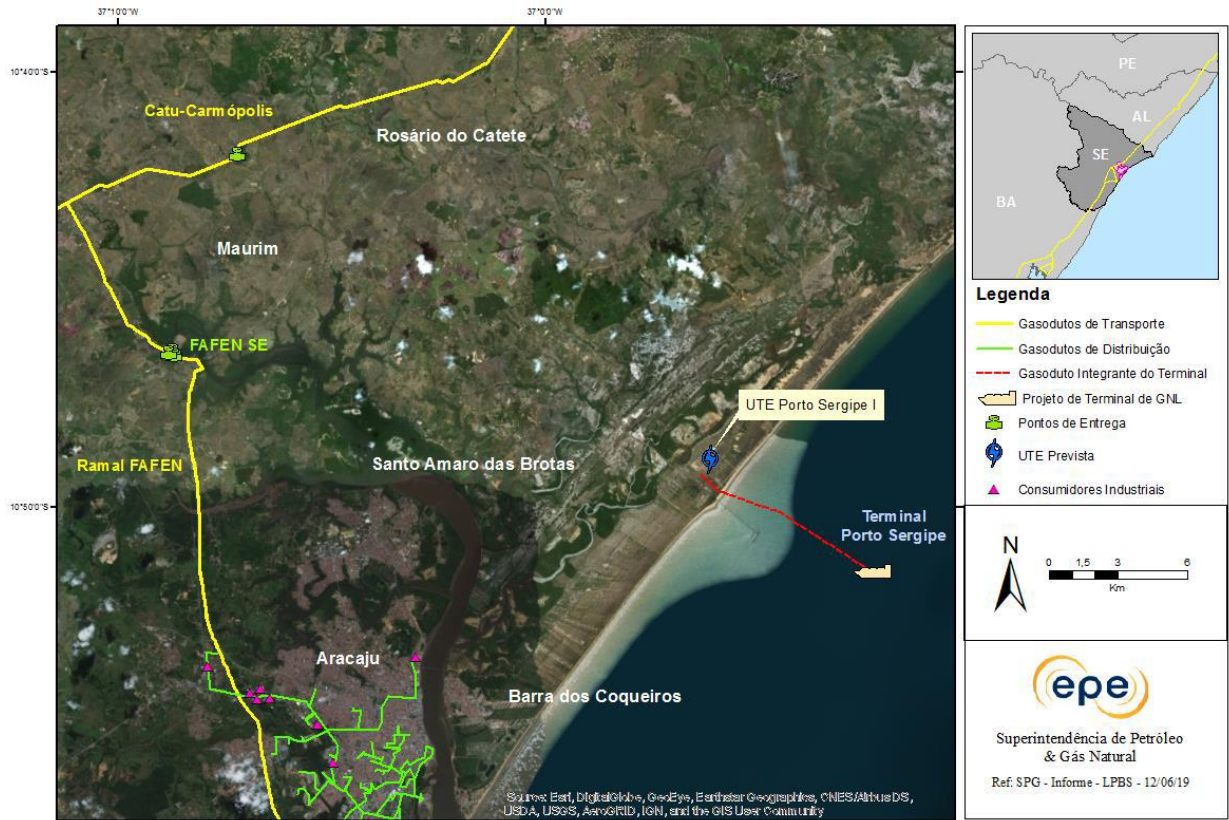 37°10'0"W
37°0'0"W
10°40'0"S
10°50'0"S
Catu-Carmópolis
Rosário do Catete
Maurim
FAFEN SE
UTE Porto Sergipe I
Ramal FAFEN
Santo Amaro das Brotas
Terminal
Porto Sergipe
Aracaju
Barra dos Coqueiros
Source: Esri, DigitalGlobe, GeoEye, Earthstar Geographics, CNES/Airbus DS,
USDA, USGS, AeroGRID, IGN, and the GIS User Community
PE
AL
SE
BA
Legenda
Gasodutos de Transporte
Gasodutos de Distribuição
Gasoduto Integrante do Terminal
Projeto de Terminal de GNL
Pontos de Entrega
UTE Prevista
Consumidores Industriais
N
0 1,5 3 6
Km
epe
Superintendência de Petróleo
& Gás Natural
Ref: SPG - Informe - LPBS - 12/06/19